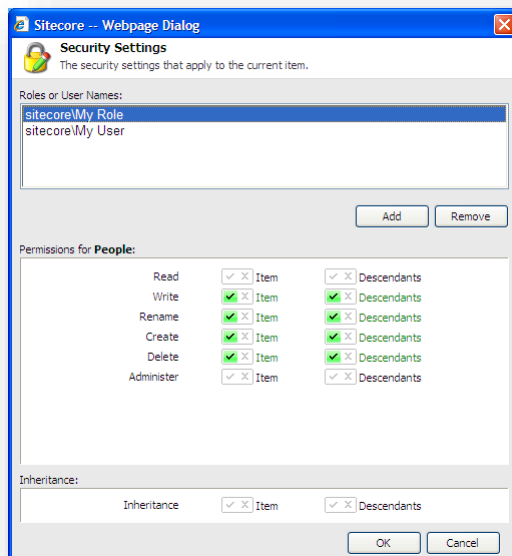 Sitecore -- Webpage Dialog
Security Settings
The security settings that apply to the current item.
Roles or User Names:
sitecore\My Role
sitecore\My User
Add Remove
Permissions for People:
Read Item Descendants
Write Item Descendants
Rename Item Descendants
Create Item Descendants
Delete Item Descendants
Administer Item Descendants
Inheritance:
Inheritance Item Descendants
OK Cancel